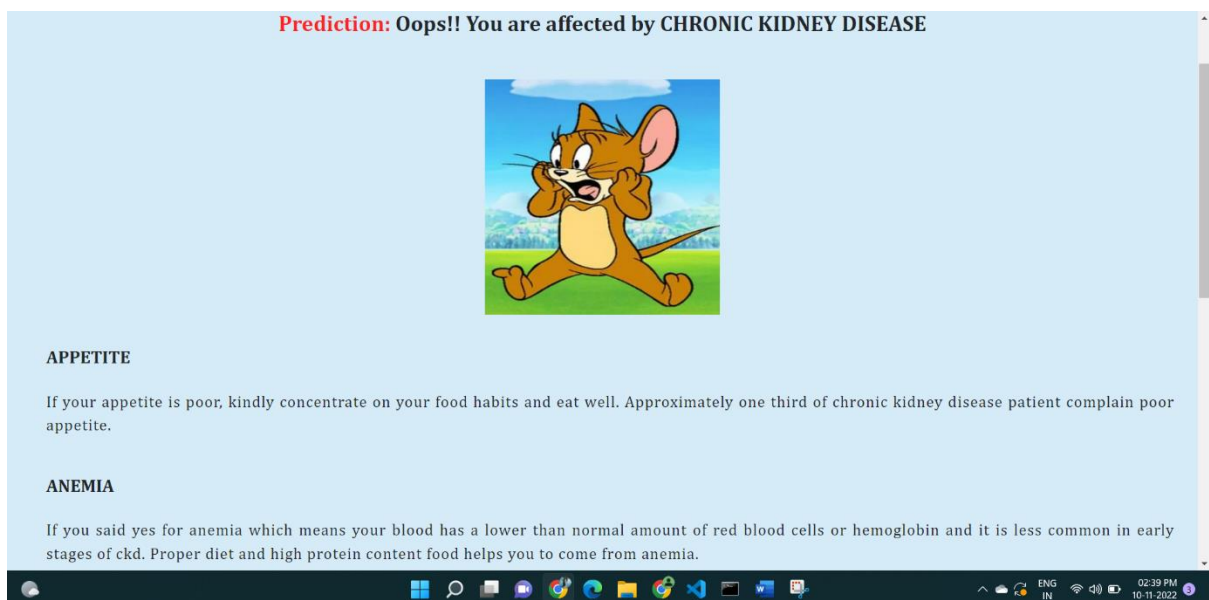 Prediction: Oops!! You are affected by CHRONIC KIDNEY DISEASE
APPETITE
If your appetite is poor, kindly concentrate on your food habits and eat well. Approximately one third of chronic kidney disease patient complain poor
appetite.
ANEMIA
If you said yes for anemia which means your blood has a lower than normal amount of red blood cells or hemoglobin and it is less common in early
stages of ckd. Proper diet and high protein content food helps you to come from anemia.
ENG
IN
02:39 PM
10-11-2022
3